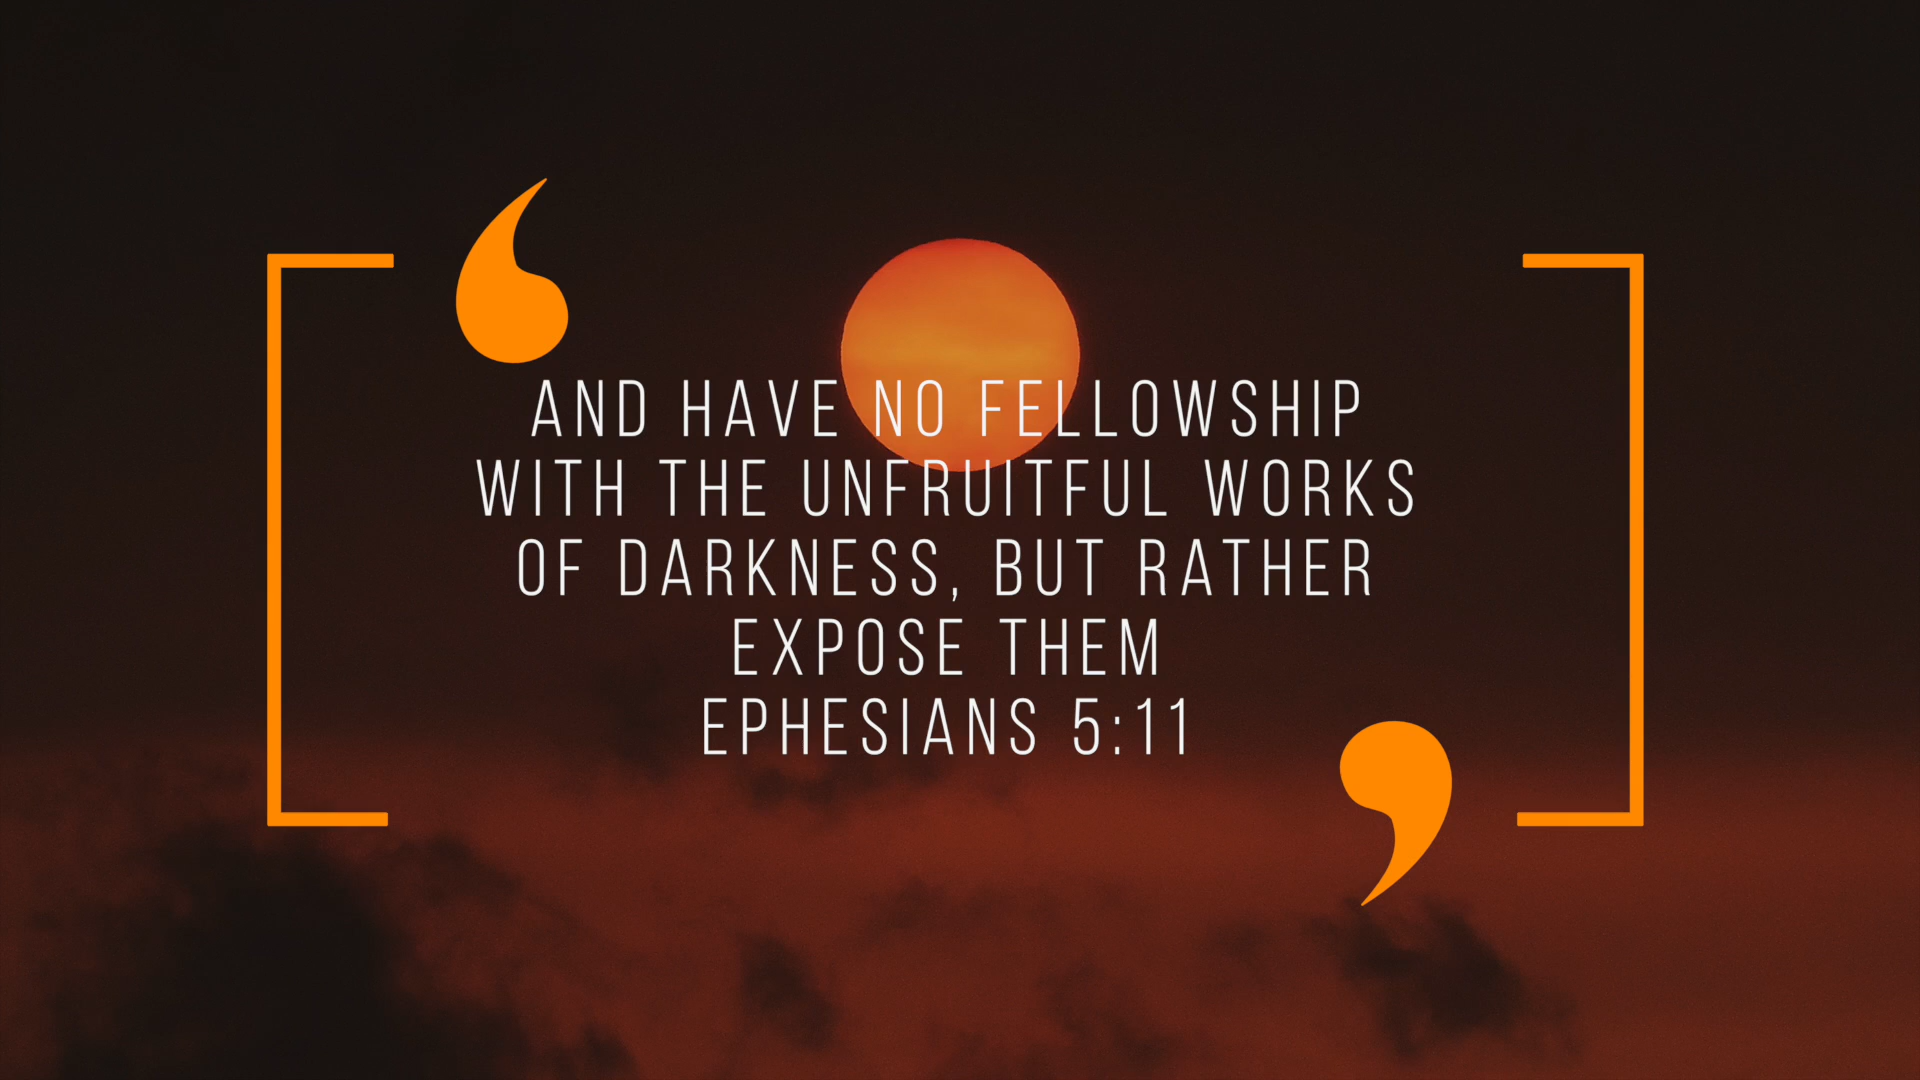 AND HAVE NO FELLOWSHIP
WITH THE UNFRUITFUL WORKS
OF DARKNESS, BUT RATHER
EXPOSE THEM
EPHESIANS 5:11